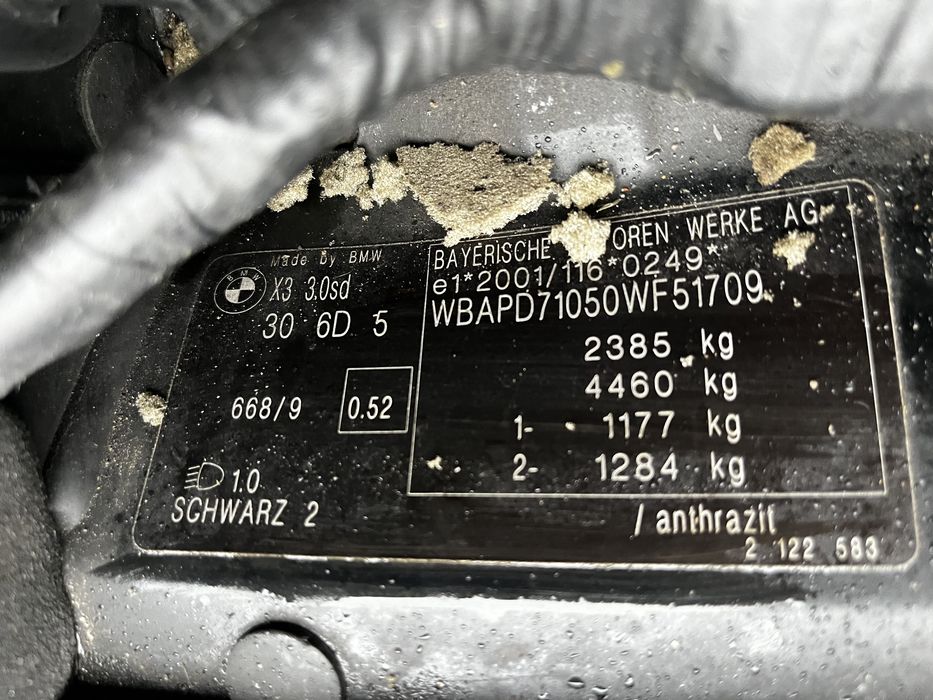 Made by BMW
X3 3.0sd
30 6D 5
668/9 0.52
1.0
SCHWARZ 2
BAYERISCHE OREN WERKE AG
e1*2001/116*0249*
WBAPD71050WF51709
2385 kg
4460 kg
1- 1177 kg
2- 1284 kg
/ anthrazit
2 122 583